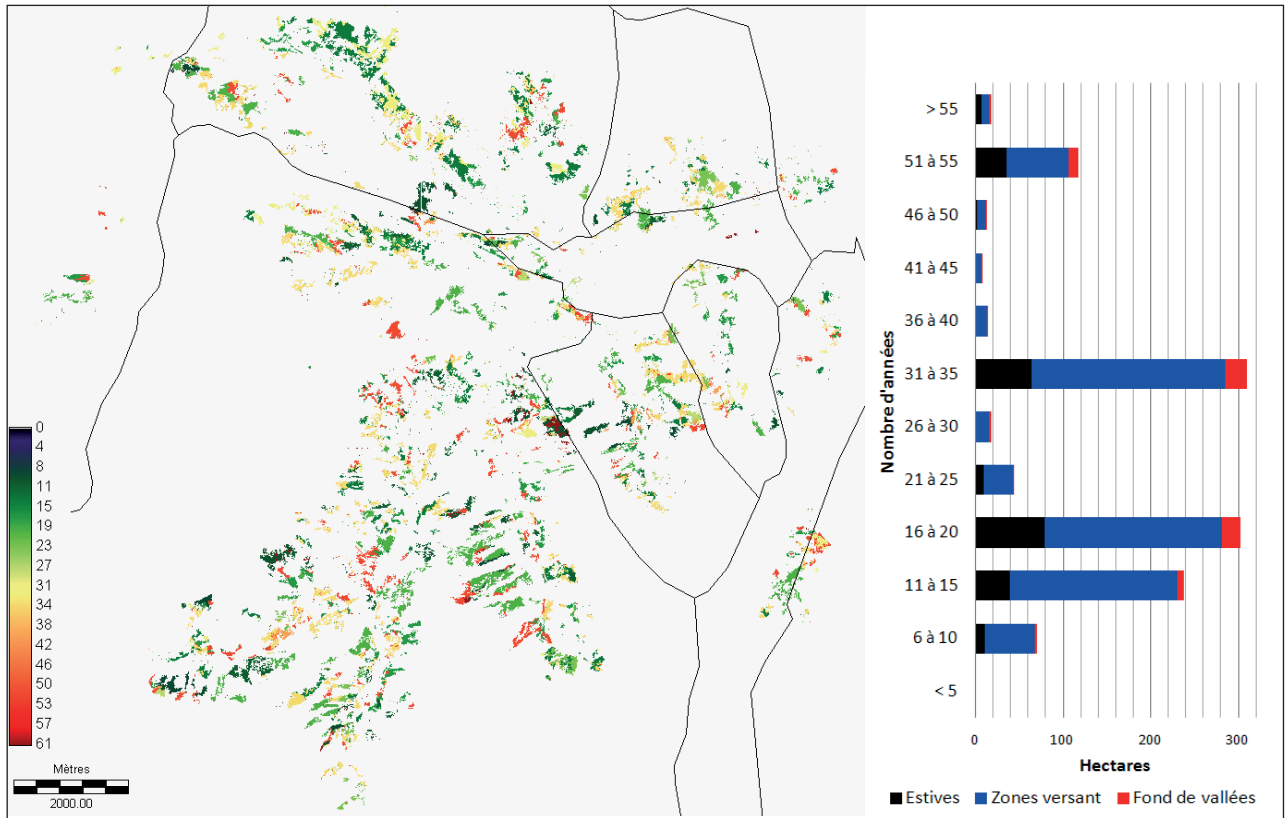 0
4
8
11
15
19
23
27
31
34
38
42
46
50
53
57
61
Mètres
2000.00
Nombre d'années
> 55
51 à 55
46 à 50
41 à 45
36 à 40
31 à 35
26 à 30
21 à 25
16 à 20
11 à 15
6 à 10
< 5
0 100 200 300
Hectares
Estives Zones versant Fond de vallées